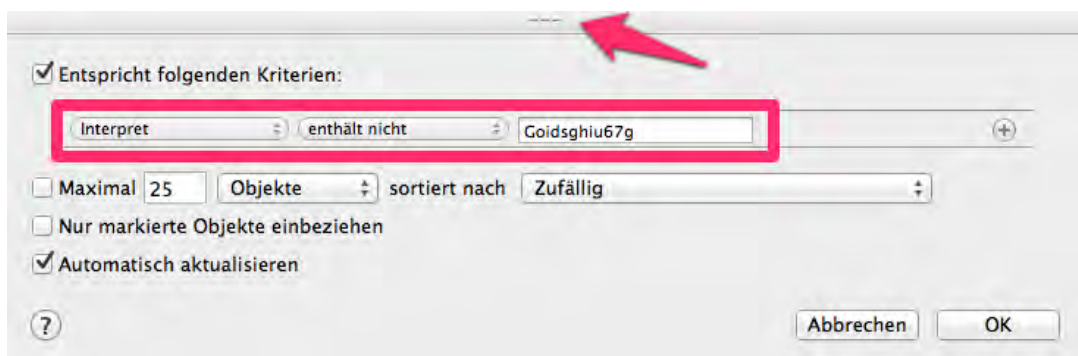 ---
Entspricht folgenden Kriterien:
Interpret enthält nicht Goidsghiu67g
Maximal 25 Objekte sortiert nach Zufällig
Nur markierte Objekte einbeziehen
Automatisch aktualisieren
? Abbrechen OK